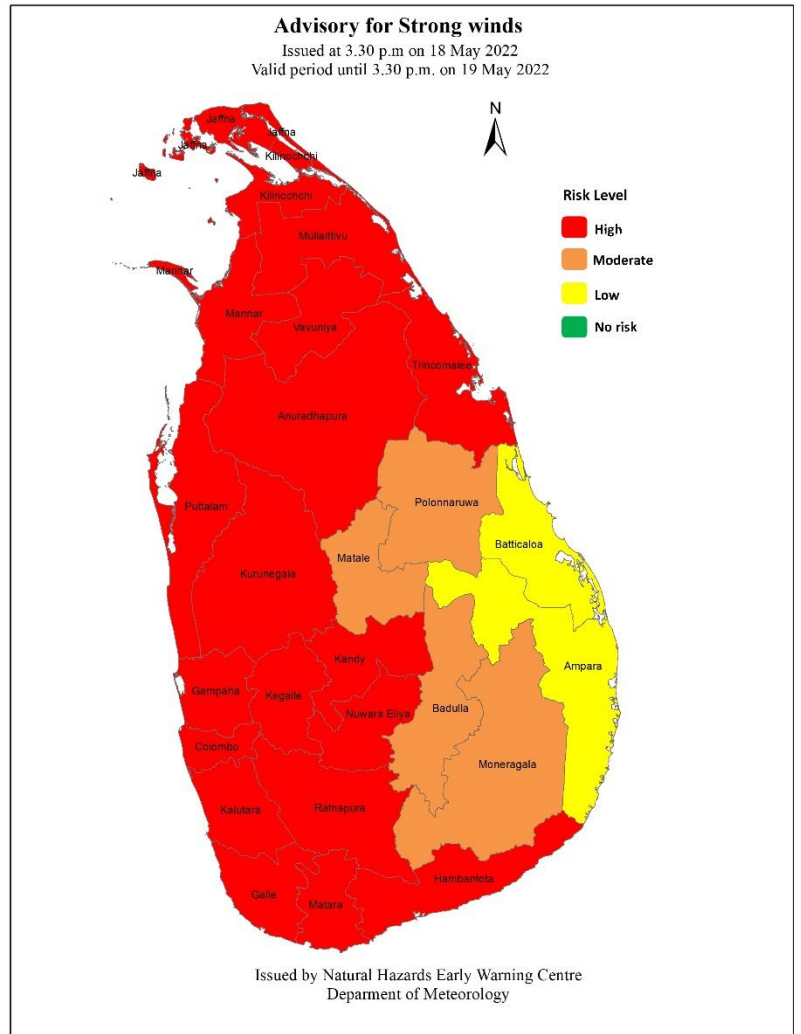 Advisory for Strong winds
Issued at 3.30 p.m on 18 May 2022
Valid period until 3.30 p.m. on 19 May 2022
N
Risk Level
High
Moderate
Low
No risk
Jaffna
Jaffna
Jaffna
Kilinochchi
Jaffna
Kilinochchi
Mullaittivu
Mannar
Mannar
Vavuniya
Trincomalee
Anuradhapura
Polonnaruwa
Puttalam
Batticaloa
Matale
Kurunegala
Kandy
Ampara
Gampaha
Kegalle
Nuwara Eliya
Badulla
Colombo
Moneragala
Kalutara
Ratnapura
Hambantota
Galle
Matara
Issued by Natural Hazards Early Warning Centre
Deparment of Meteorology